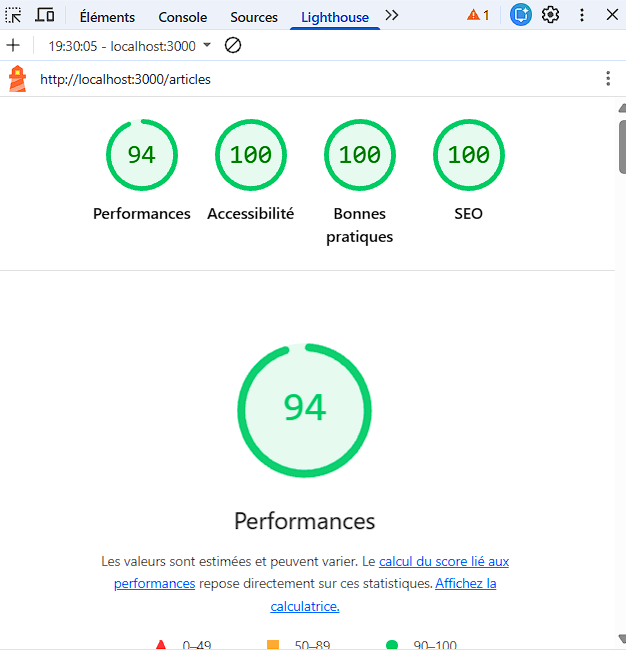 Éléments Console Sources Lighthouse 1
19:30:05 - localhost:3000
http://localhost:3000/articles
94 100 100 100
Performances Accessibilité Bonnes pratiques SEO
94
Performances
Les valeurs sont estimées et peuvent varier. Le calcul du score lié aux
performances repose directement sur ces statistiques. Affichez la
calculatrice.
0–49 50–89 90–100